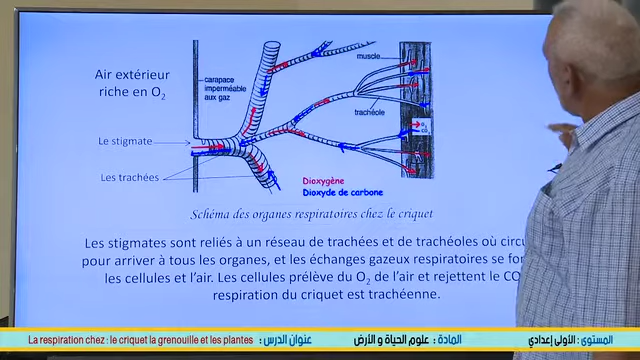 Air extérieur
riche en O₂
carapace
imperméable
aux gaz
muscle
Le stigmate
trachéole
O₂
CO₂
Les trachées
Dioxygène
Dioxyde de carbone
Schéma des organes respiratoires chez le criquet
Les stigmates sont reliés à un réseau de trachées et de trachéoles où circu
pour arriver à tous les organes, et les échanges gazeux respiratoires se fo
les cellules et l'air. Les cellules prélève du O₂ de l'air et rejettent le CO
respiration du criquet est trachéenne.
المستوى : الأولى إعدادي
المادة : علوم الحياة و الأرض
عنوان الدرس : La respiration chez : le criquet la grenouille et les plantes